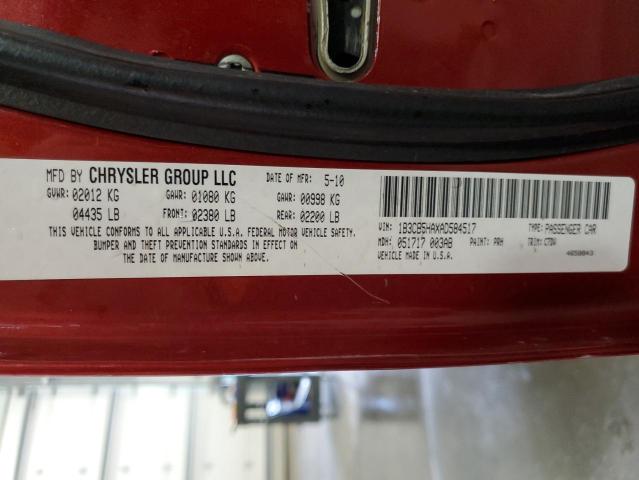 MFD BY CHRYSLER GROUP LLC DATE OF MFR: 5-10
GVWR: 02012 KG GAWR: 01080 KG GAWR: 00998 KG
04435 LB FRONT: 02380 LB REAR: 02200 LB
THIS VEHICLE CONFORMS TO ALL APPLICABLE U.S.A. FEDERAL MOTOR VEHICLE SAFETY,
BUMPER AND THEFT PREVENTION STANDARDS IN EFFECT ON
THE DATE OF MANUFACTURE SHOWN ABOVE.
VIN: 1B3CB5HAXAD584517 TYPE: PASSENGER CAR
MDH: 051717 003AB PAINT: PRH TRIM: C7DV
VEHICLE MADE IN U.S.A. 4658043